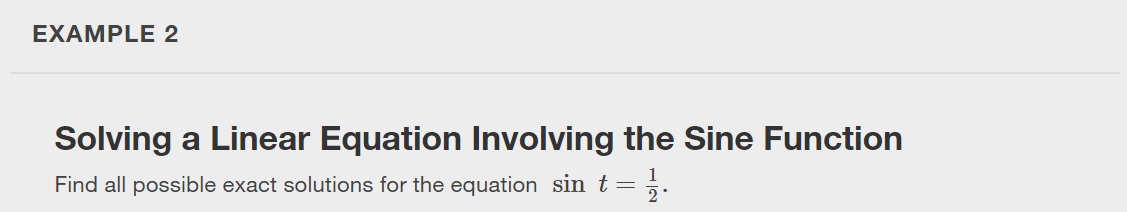 EXAMPLE 2
Solving a Linear Equation Involving the Sine Function
Find all possible exact solutions for the equation sin t = 1/2.